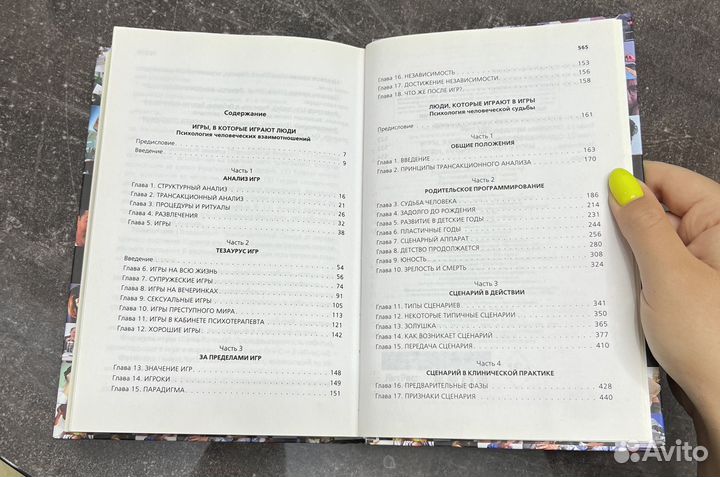 Содержание
ИГРЫ, В КОТОРЫЕ ИГРАЮТ ЛЮДИ
Психология человеческих взаимоотношений
Предисловие 7
Введение 9
Часть 1
АНАЛИЗ ИГР
Глава 1. СТРУКТУРНЫЙ АНАЛИЗ 16
Глава 2. ТРАНСАКЦИОННЫЙ АНАЛИЗ 21
Глава 3. ПРОЦЕДУРЫ И РИТУАЛЫ 26
Глава 4. РАЗВЛЕЧЕНИЯ 32
Глава 5. ИГРЫ 38
Часть 2
ТЕЗАУРУС ИГР
Введение 54
Глава 6. ИГРЫ НА ВСЮ ЖИЗНЬ 56
Глава 7. СУПРУЖЕСКИЕ ИГРЫ 74
Глава 8. ИГРЫ НА ВЕЧЕРИНКАХ 91
Глава 9. СЕКСУАЛЬНЫЕ ИГРЫ 105
Глава 10. ИГРЫ ПРЕСТУПНОГО МИРА 113
Глава 11. ИГРЫ В КАБИНЕТЕ ПСИХОТЕРАПЕВТА 121
Глава 12. ХОРОШИЕ ИГРЫ 142
Часть 3
ЗА ПРЕДЕЛАМИ ИГР
Глава 13. ЗНАЧЕНИЕ ИГР 148
Глава 14. ИГРОКИ 149
Глава 15. ПАРАДИГМА 151
565
Глава 16. НЕЗАВИСИМОСТЬ 153
Глава 17. ДОСТИЖЕНИЕ НЕЗАВИСИМОСТИ 156
Глава 18. ЧТО ЖЕ ПОСЛЕ ИГР? 158
ЛЮДИ, КОТОРЫЕ ИГРАЮТ В ИГРЫ
Психология человеческой судьбы
Предисловие 161
Часть 1
ОБЩИЕ ПОЛОЖЕНИЯ
Глава 1. ВВЕДЕНИЕ 163
Глава 2. ПРИНЦИПЫ ТРАНСАКЦИОННОГО АНАЛИЗА 170
Часть 2
РОДИТЕЛЬСКОЕ ПРОГРАММИРОВАНИЕ
Глава 3. СУДЬБА ЧЕЛОВЕКА 186
Глава 4. ЗАДОЛГО ДО РОЖДЕНИЯ 214
Глава 5. РАЗВИТИЕ В ДЕТСКИЕ ГОДЫ 231
Глава 6. ПЛАСТИЧНЫЕ ГОДЫ 244
Глава 7. СЦЕНАРНЫЙ АППАРАТ 256
Глава 8. ДЕТСТВО ПРОДОЛЖАЕТСЯ 280
Глава 9. ЮНОСТЬ 308
Глава 10. ЗРЕЛОСТЬ И СМЕРТЬ 324
Часть 3
СЦЕНАРИЙ В ДЕЙСТВИИ
Глава 11. ТИПЫ СЦЕНАРИЕВ 341
Глава 12. НЕКОТОРЫЕ ТИПИЧНЫЕ СЦЕНАРИИ 350
Глава 13. ЗОЛУШКА 365
Глава 14. КАК ВОЗНИКАЕТ СЦЕНАРИЙ 377
Глава 15. ПЕРЕДАЧА СЦЕНАРИЯ 410
Часть 4
СЦЕНАРИЙ В КЛИНИЧЕСКОЙ ПРАКТИКЕ
Глава 16. ПРЕДВАРИТЕЛЬНЫЕ ФАЗЫ 428
Глава 17. ПРИЗНАКИ СЦЕНАРИЯ 440
Avito